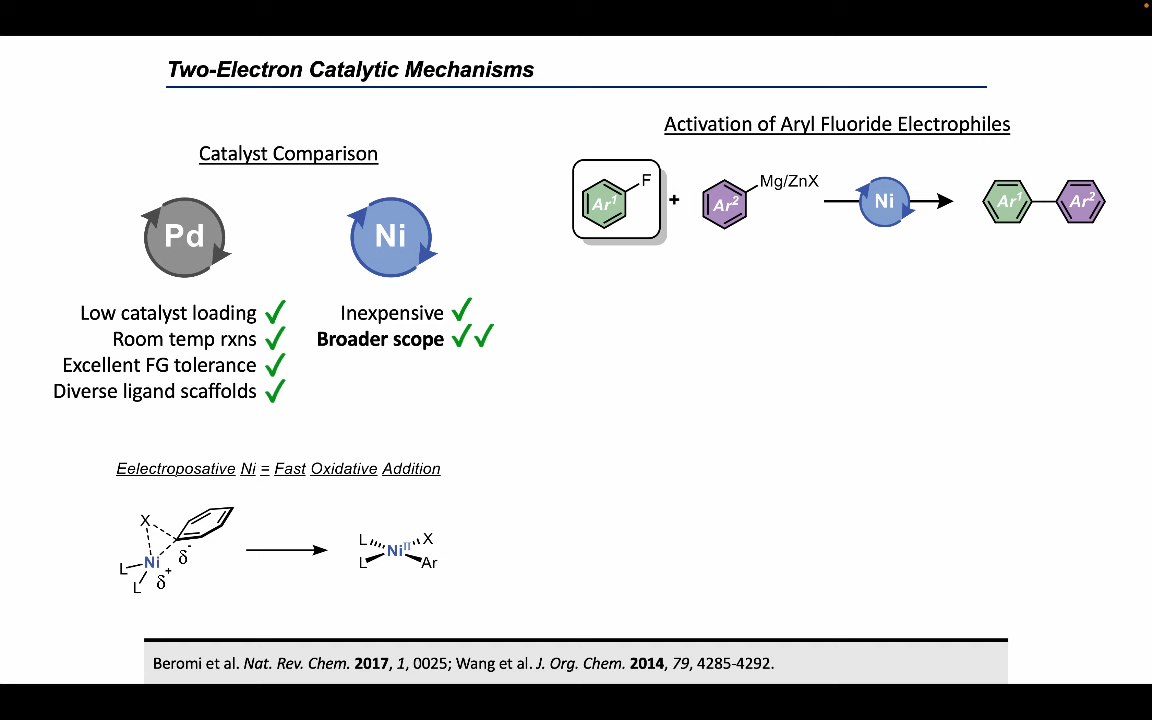 Two-Electron Catalytic Mechanisms
Activation of Aryl Fluoride Electrophiles
Catalyst Comparison
F
Ar1
+
Mg/ZnX
Ar2
Ni
Ar1
Ar2
Pd
Ni
Low catalyst loading ✓
Room temp rxns ✓
Excellent FG tolerance ✓
Diverse ligand scaffolds ✓
Inexpensive ✓
Broader scope ✓✓
Eelectroposative Ni = Fast Oxidative Addition
X
Ni
δ-
δ+
L
L
L
L
NiII
X
Ar
Beromi et al. Nat. Rev. Chem. 2017, 1, 0025; Wang et al. J. Org. Chem. 2014, 79, 4285-4292.